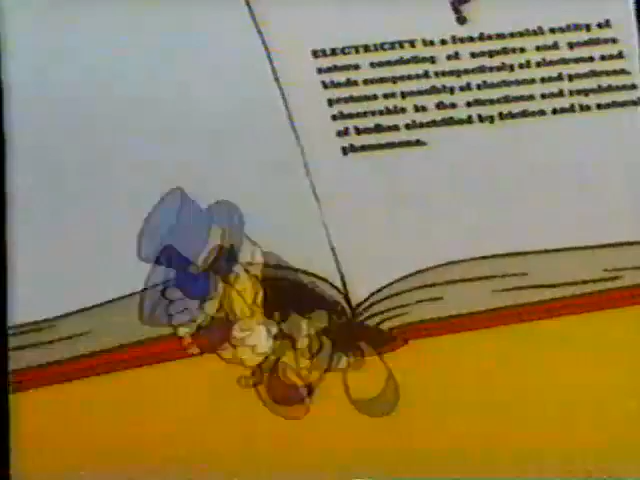 ?
ELECTRICITY is a fundamental entity of
nature consisting of negative and positive
kinds composed respectively of electrons and
protons or possibly of electrons and positrons,
observable in the attractions and repulsions
of bodies electrified by friction and in natural
phenomena.